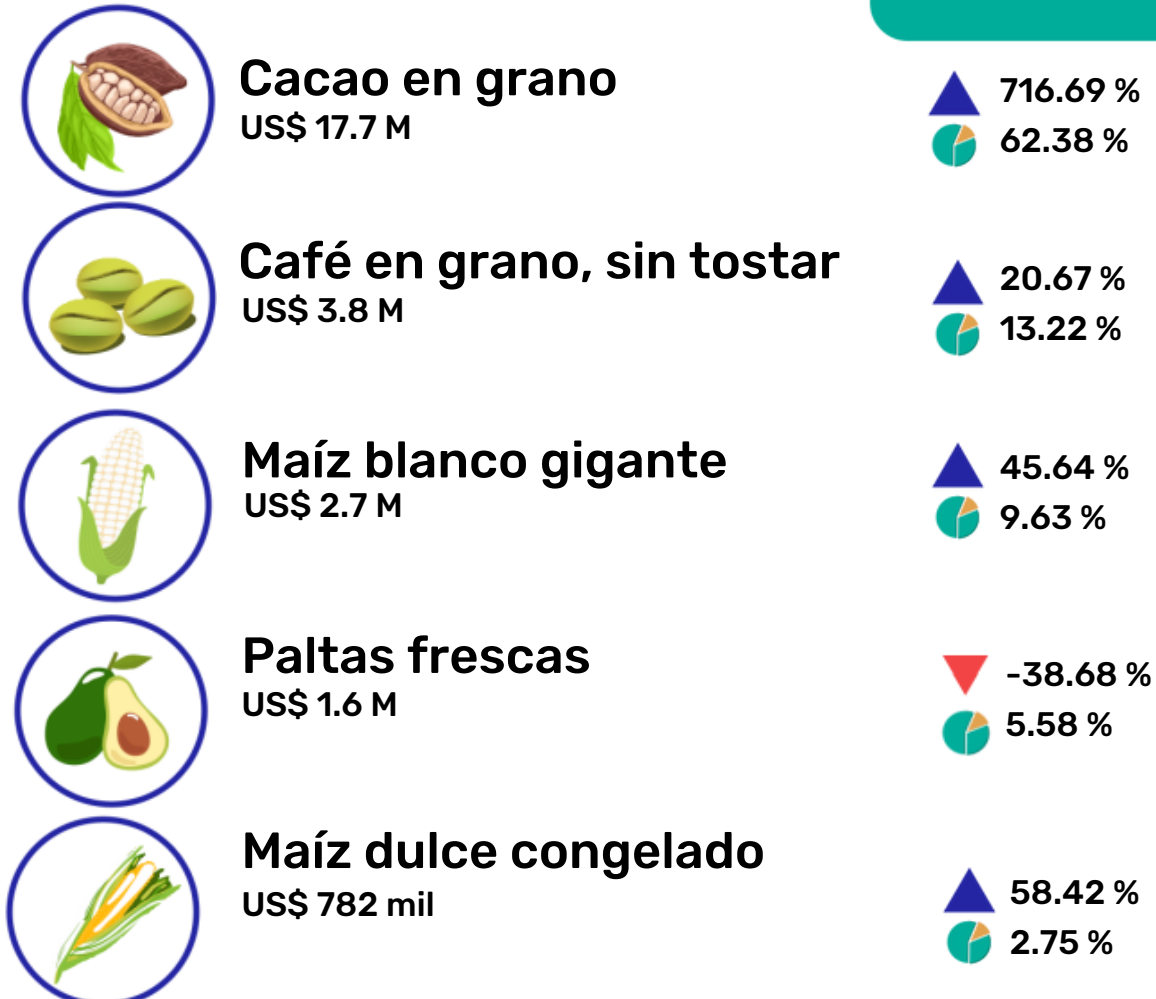 Cacao en grano
US$ 17.7 M
716.69 %
62.38 %
Café en grano, sin tostar
US$ 3.8 M
20.67 %
13.22 %
Maíz blanco gigante
US$ 2.7 M
45.64 %
9.63 %
Paltas frescas
US$ 1.6 M
-38.68 %
5.58 %
Maíz dulce congelado
US$ 782 mil
58.42 %
2.75 %